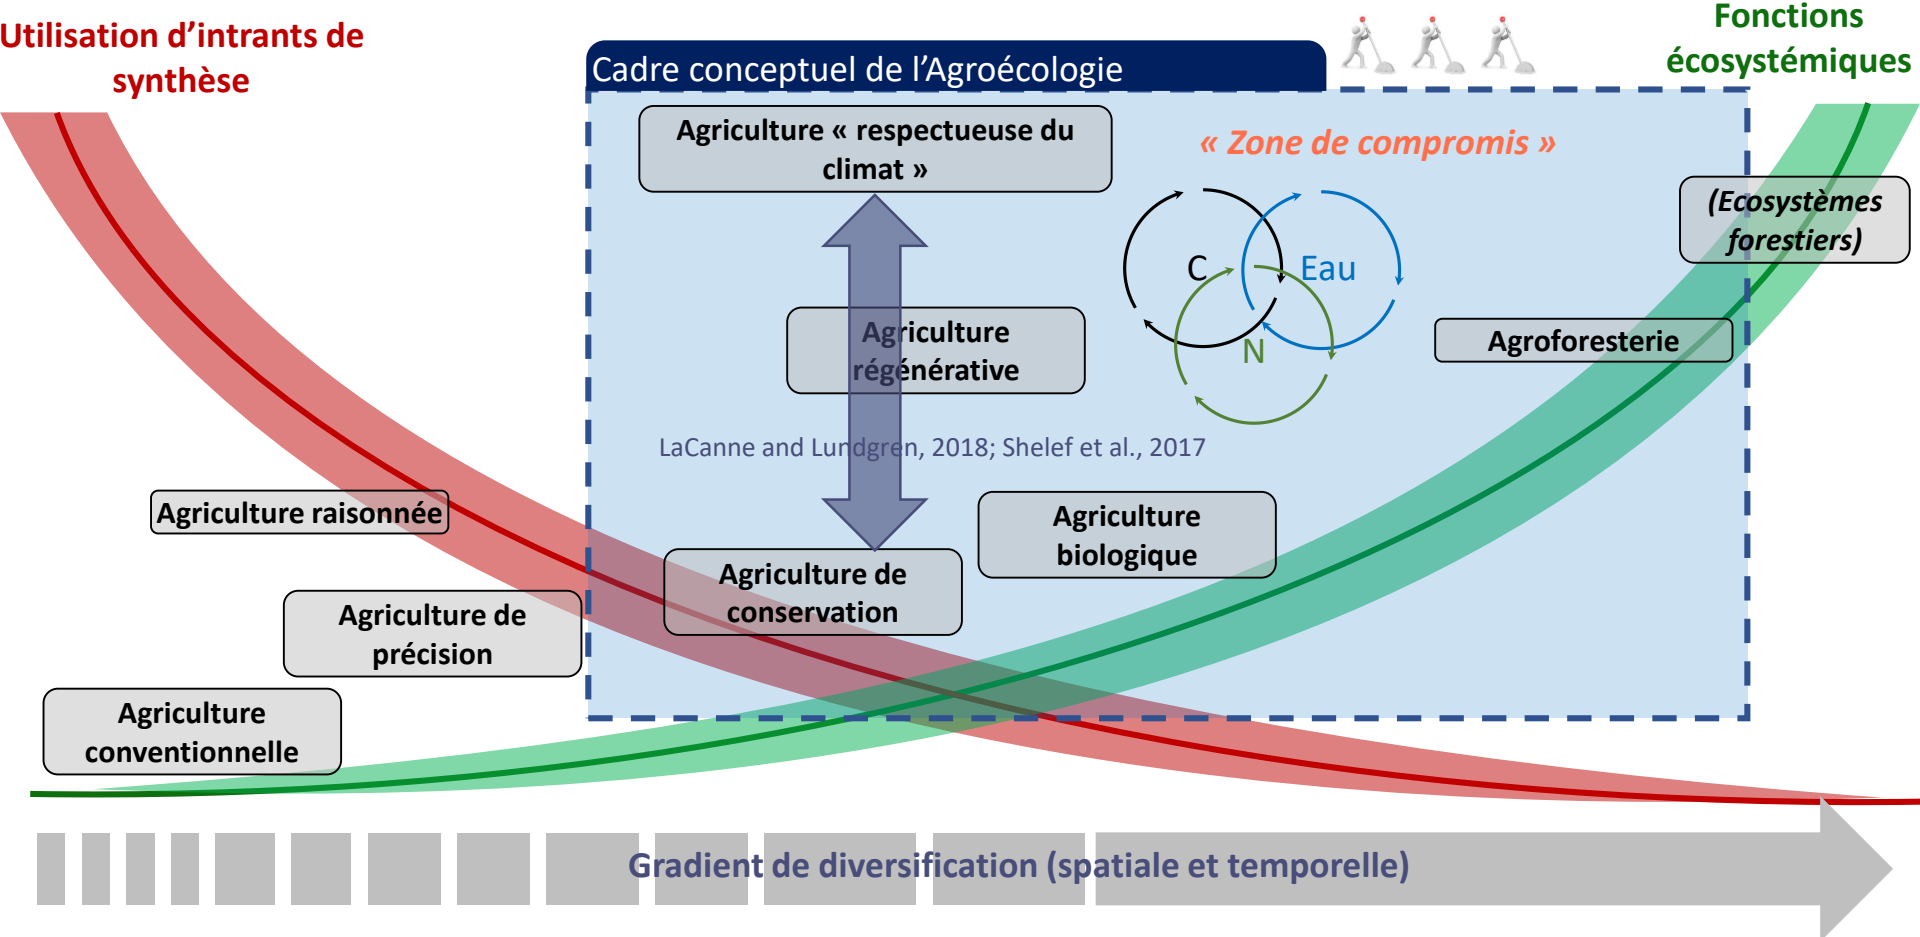 Utilisation d’intrants de
synthèse
Cadre conceptuel de l’Agroécologie
Fonctions
écosystémiques
Agriculture « respectueuse du
climat »
« Zone de compromis »
(Ecosystèmes
forestiers)
C
Eau
N
Agriculture
régénérative
Agroforesterie
LaCanne and Lundgren, 2018; Shelef et al., 2017
Agriculture raisonnée
Agriculture
biologique
Agriculture de
conservation
Agriculture de
précision
Agriculture
conventionnelle
Gradient de diversification (spatiale et temporelle)